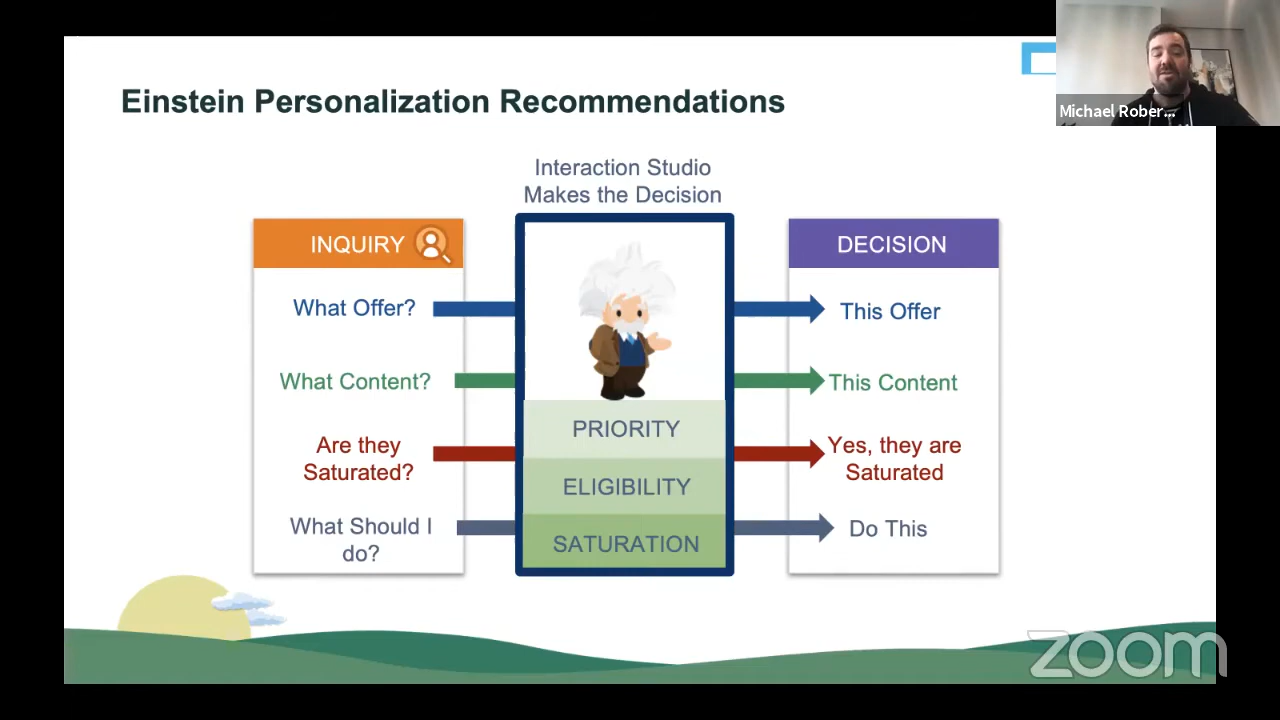 Einstein Personalization Recommendations
Michael Rober...
Interaction Studio
Makes the Decision
INQUIRY
DECISION
What Offer?
This Offer
What Content?
This Content
PRIORITY
Are they
Saturated?
Yes, they are
Saturated
ELIGIBILITY
What Should I
do?
Do This
SATURATION
zoom